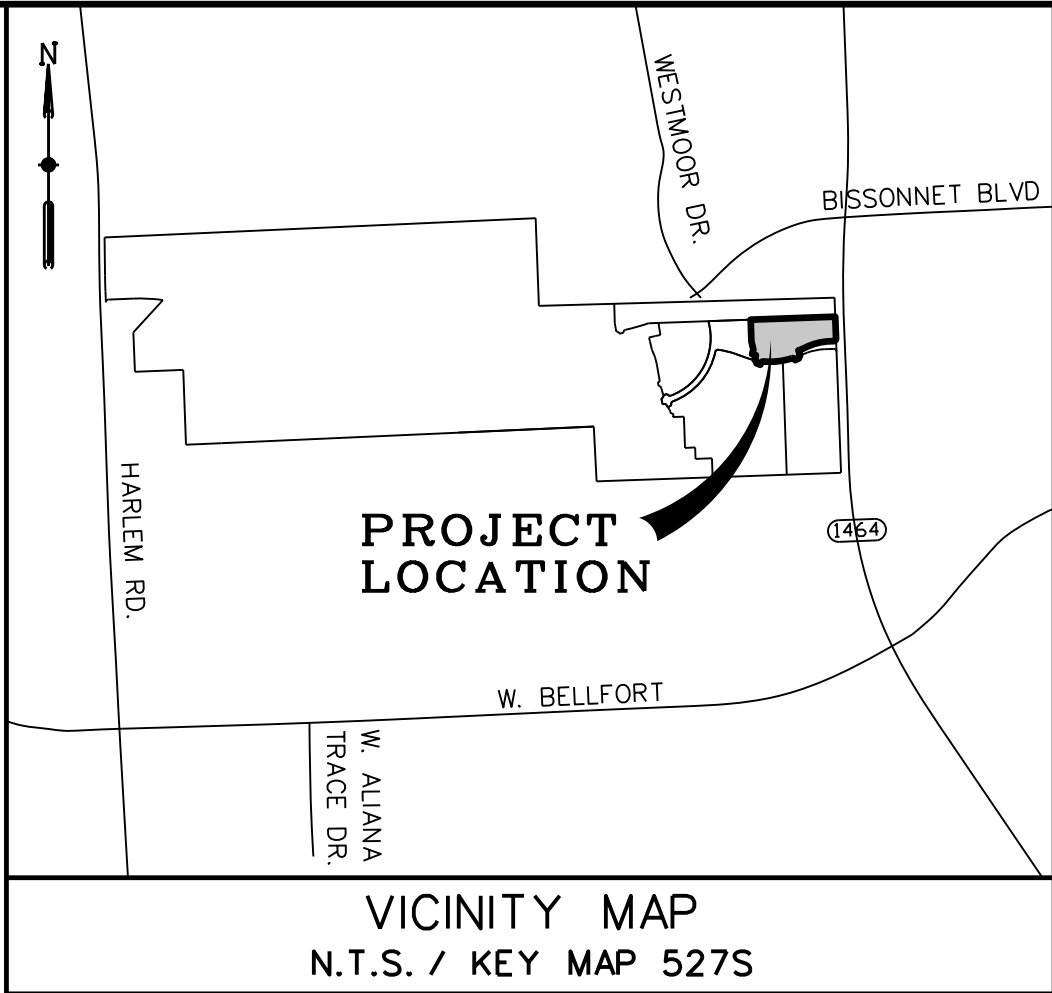 N
WESTMOOR DR.
BISSONNET BLVD
HARLEM RD.
PROJECT
LOCATION
1464
W. BELLFORT
W. ALIANA
TRACE DR.
VICINITY MAP
N.T.S. / KEY MAP 527S